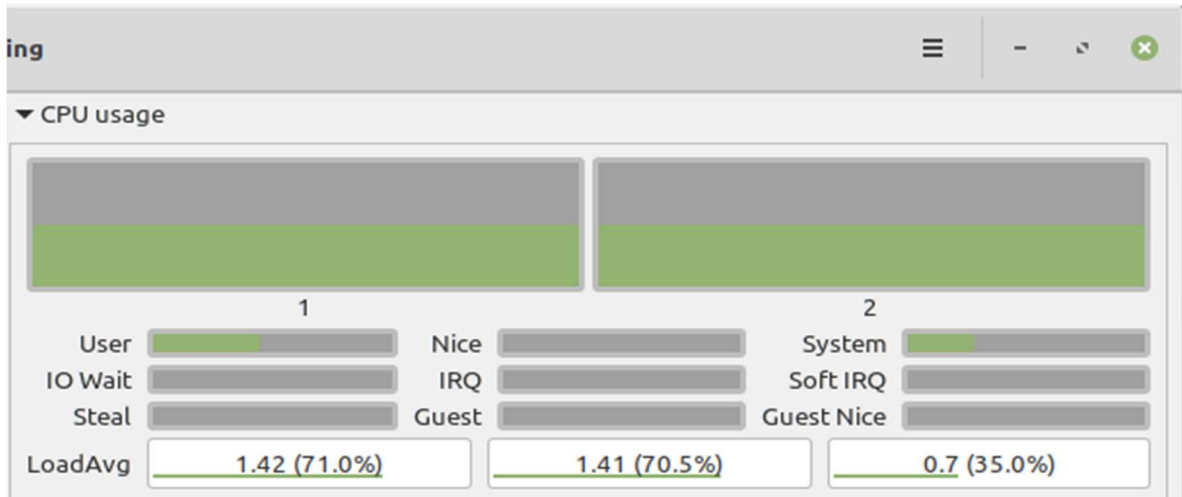 ing
CPU usage
1 2
User Nice System
IO Wait IRQ Soft IRQ
Steal Guest Guest Nice
LoadAvg 1.42 (71.0%) 1.41 (70.5%) 0.7 (35.0%)